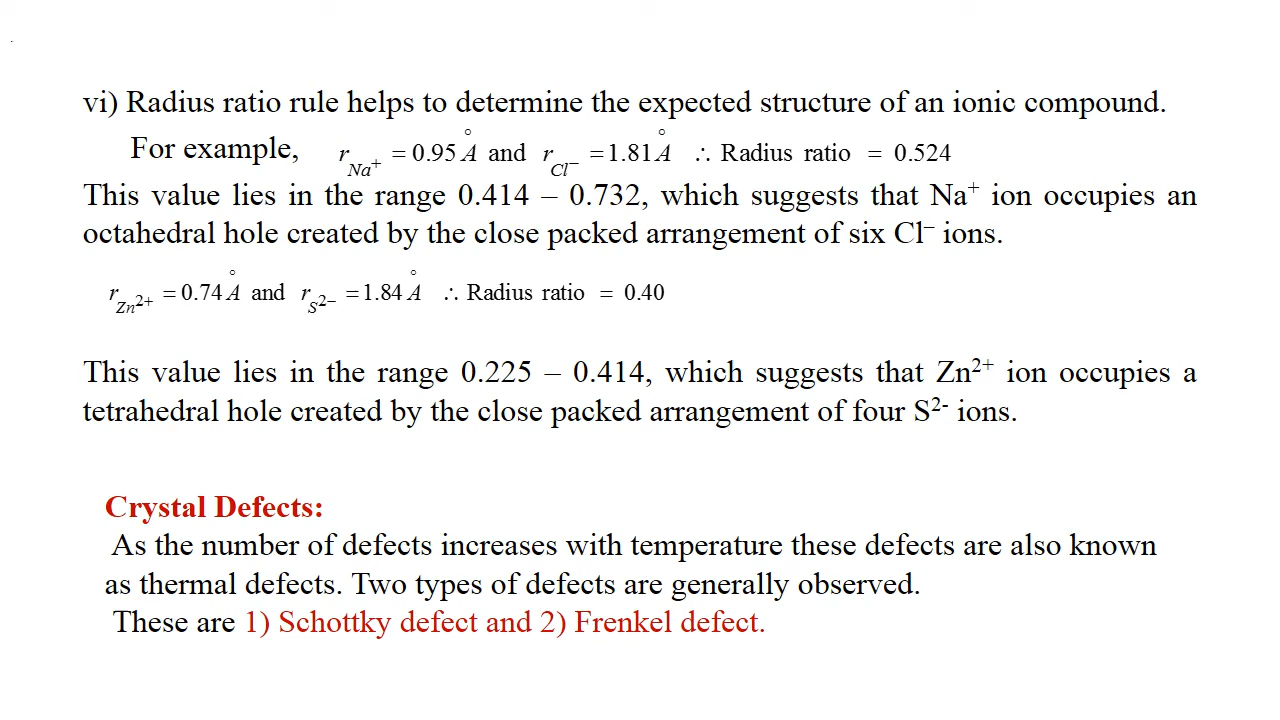 vi) Radius ratio rule helps to determine the expected structure of an ionic compound.
For example, r_Na⁺ = 0.95 Å and r_Cl⁻ = 1.81 Å ∴ Radius ratio = 0.524
This value lies in the range 0.414 – 0.732, which suggests that Na⁺ ion occupies an
octahedral hole created by the close packed arrangement of six Cl⁻ ions.
r_Zn²⁺ = 0.74 Å and r_S²⁻ = 1.84 Å ∴ Radius ratio = 0.40
This value lies in the range 0.225 – 0.414, which suggests that Zn²⁺ ion occupies a
tetrahedral hole created by the close packed arrangement of four S²⁻ ions.
Crystal Defects:
As the number of defects increases with temperature these defects are also known
as thermal defects. Two types of defects are generally observed.
These are 1) Schottky defect and 2) Frenkel defect.